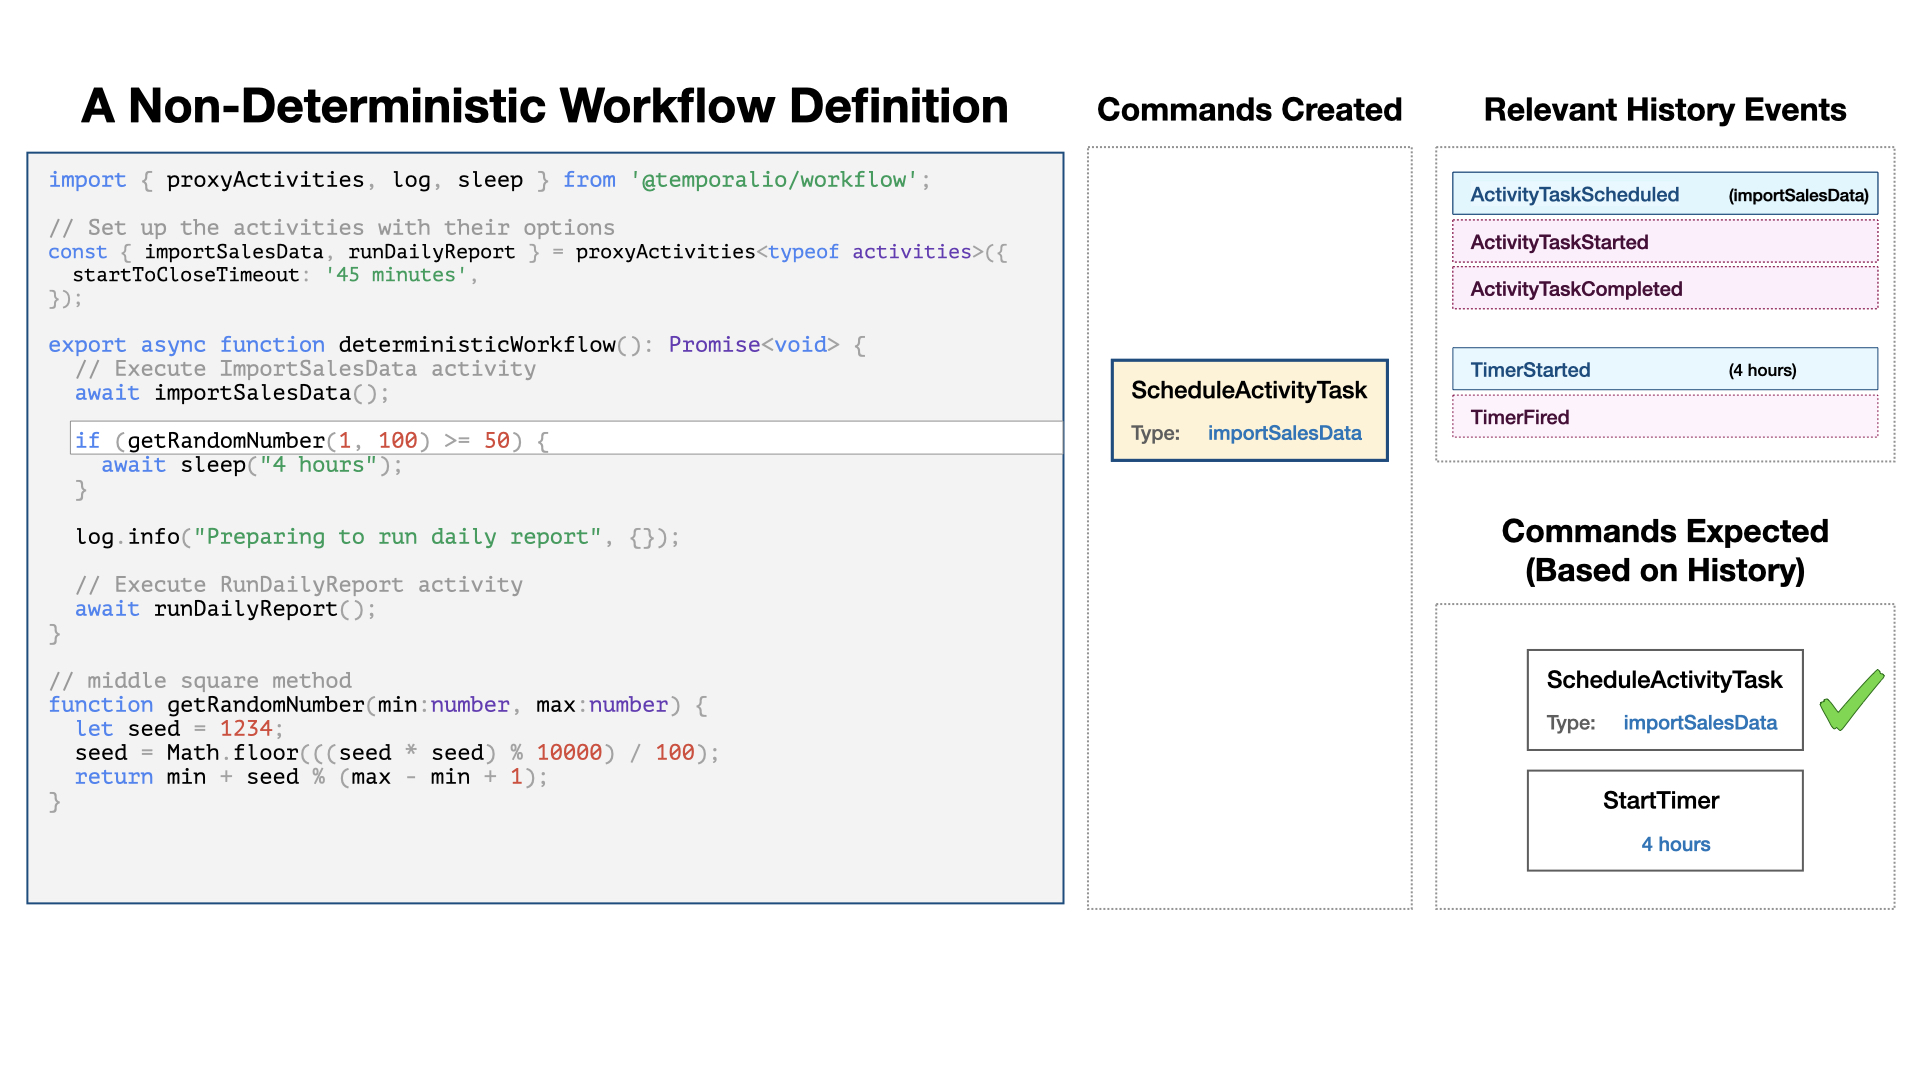 A Non-Deterministic Workflow Definition
import { proxyActivities, log, sleep } from '@temporalio/workflow';
// Set up the activities with their options
const { importSalesData, runDailyReport } = proxyActivities<typeof activities>({
startToCloseTimeout: '45 minutes',
});
export async function deterministicWorkflow(): Promise<void> {
// Execute ImportSalesData activity
await importSalesData();
if (getRandomNumber(1, 100) >= 50) {
await sleep("4 hours");
}
log.info("Preparing to run daily report", {});
// Execute RunDailyReport activity
await runDailyReport();
}
// middle square method
function getRandomNumber(min:number, max:number) {
let seed = 1234;
seed = Math.floor(((seed * seed) % 10000) / 100);
return min + seed % (max - min + 1);
}
Commands Created
ScheduleActivityTask
Type: importSalesData
Relevant History Events
ActivityTaskScheduled (importSalesData)
ActivityTaskStarted
ActivityTaskCompleted
TimerStarted (4 hours)
TimerFired
Commands Expected
(Based on History)
ScheduleActivityTask
Type: importSalesData
StartTimer
4 hours